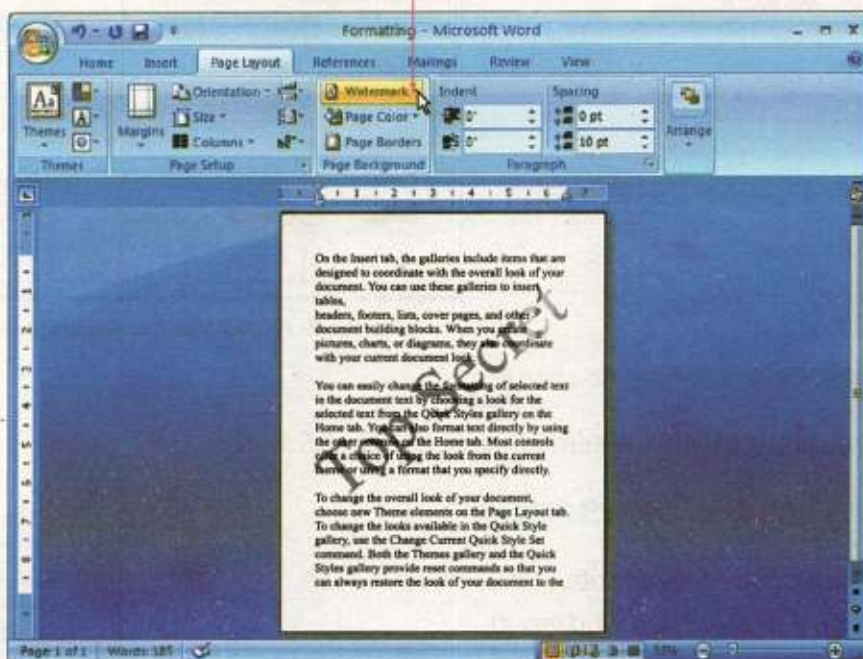 Formatting - Microsoft Word
Home Insert Page Layout References Mailings Review View
Themes
Margins
Orientation
Size
Columns
Watermark
Page Color
Page Borders
Indent
0"
0"
Spacing
0 pt
10 pt
Arrange
Themes Page Setup Page Background Paragraph
1 2 3 4 5 6 7
On the Insert tab, the galleries include items that are
designed to coordinate with the overall look of your
document. You can use these galleries to insert
tables,
headers, footers, lists, cover pages, and other
document building blocks. When you create
pictures, charts, or diagrams, they also coordinate
with your current document look.
You can easily change the formatting of selected text
in the document text by choosing a look for the
selected text from the Quick Styles gallery on the
Home tab. You can also format text directly by using
the other controls on the Home tab. Most controls
offer a choice of using the look from the current
theme or using a format that you specify directly.
To change the overall look of your document,
choose new Theme elements on the Page Layout tab.
To change the looks available in the Quick Style
gallery, use the Change Current Quick Style Set
command. Both the Themes gallery and the Quick
Styles gallery provide reset commands so that you
can always restore the look of your document to the
Top Secret
Page 1 of 1 Words: 185